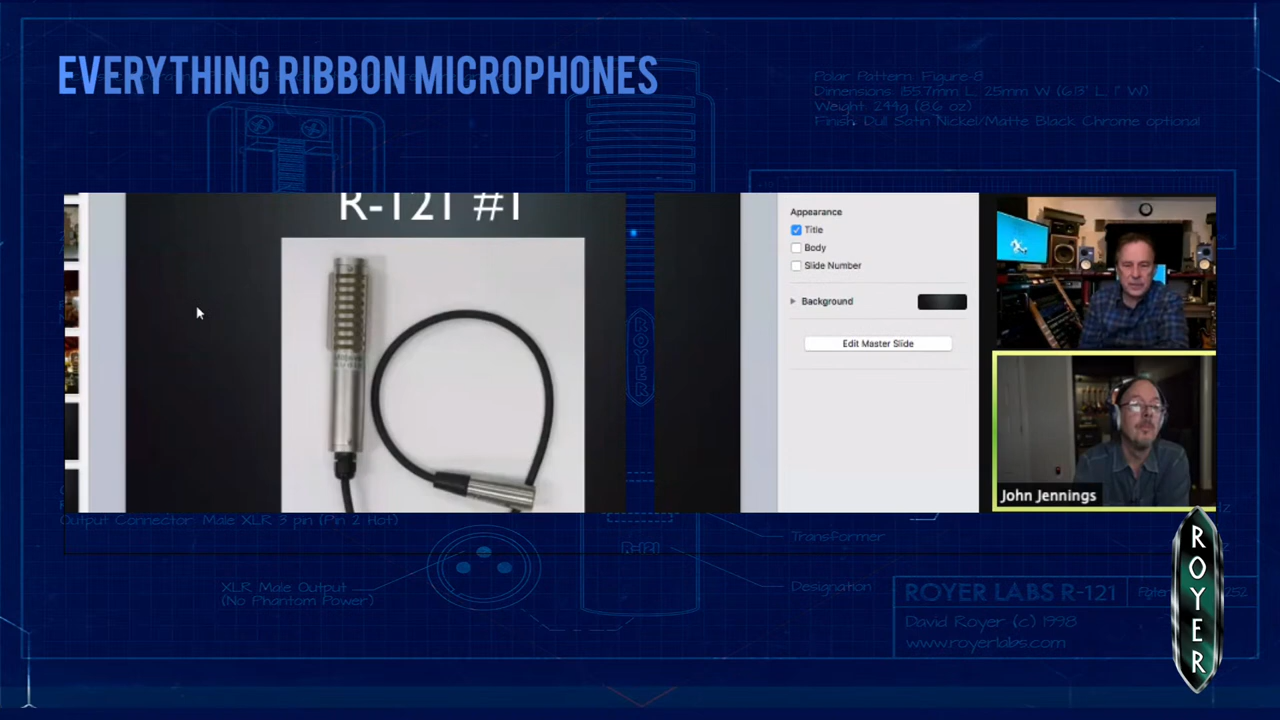 EVERYTHING RIBBON MICROPHONES
Polar Pattern: Figure-8
Weight: 244g (8.6 oz)
Finish: Dull Satin Nickel/Matte Black Chrome optional
R-121 #1
Appearance
Title
Body
Slide Number
Background
Edit Master Slide
John Jennings
ROYER
Output Connector: Male XLR 3 pin (Pin 2 Hot)
XLR Male Output
(No Phantom Power)
R-121
Transformer
Designation
ROYER LABS R-121
David Royer (c) 1998
www.royerlabs.com
ROYER